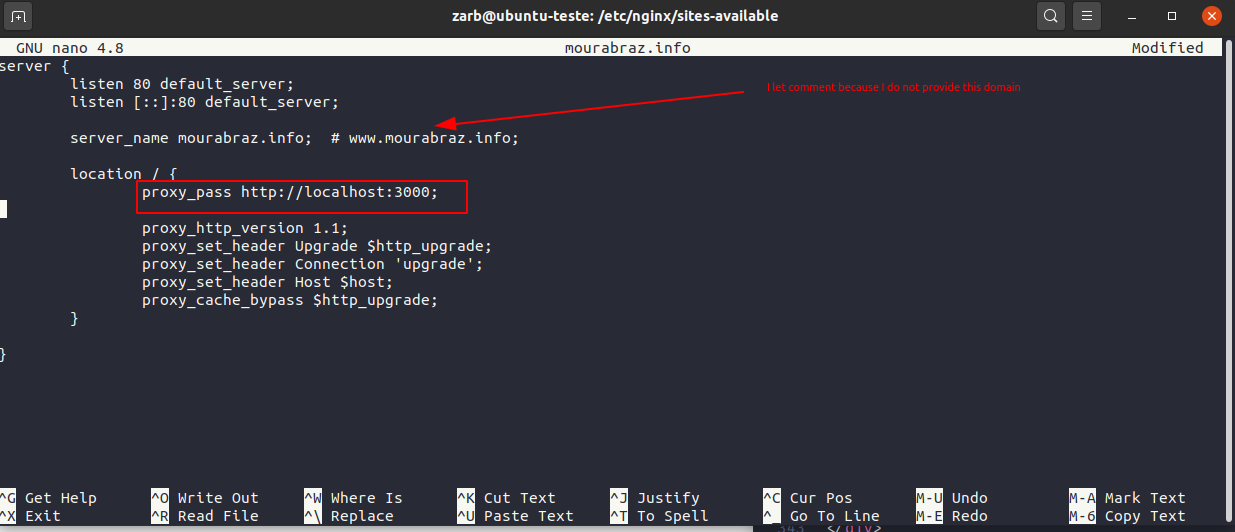 zarb@ubuntu-teste: /etc/nginx/sites-available
GNU nano 4.8 mourabraz.info Modified
server {
listen 80 default_server;
listen [::]:80 default_server;
I let comment because I do not provide this domain
server_name mourabraz.info; # www.mourabraz.info;
location / {
proxy_pass http://localhost:3000;
proxy_http_version 1.1;
proxy_set_header Upgrade $http_upgrade;
proxy_set_header Connection 'upgrade';
proxy_set_header Host $host;
proxy_cache_bypass $http_upgrade;
}
}
^G Get Help ^O Write Out ^W Where Is ^K Cut Text ^J Justify ^C Cur Pos M-U Undo M-A Mark Text
^X Exit ^R Read File ^\ Replace ^U Paste Text ^T To Spell ^_ Go To Line M-E Redo M-6 Copy Text
543 </div>